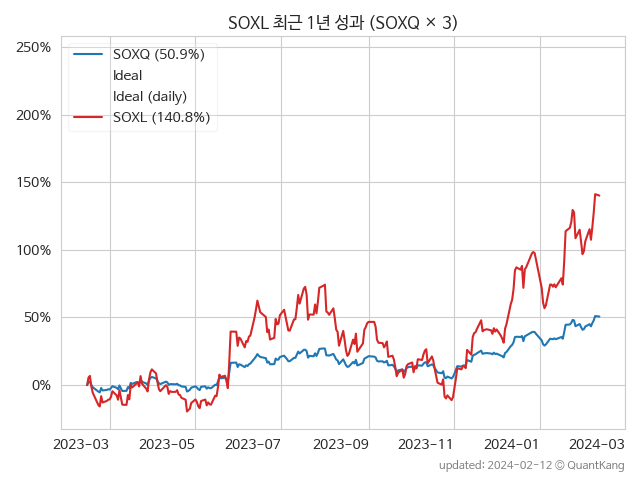 SOXL 최근 1년 성과 (SOXQ × 3)
250%
200%
150%
100%
50%
0%
SOXQ (50.9%)
Ideal
Ideal (daily)
SOXL (140.8%)
2023-03 2023-05 2023-07 2023-09 2023-11 2024-01 2024-03
updated: 2024-02-12 © QuantKang